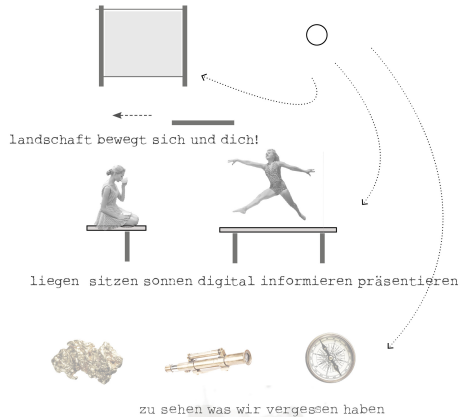 landschaft bewegt sich und dich!
liegen sitzen sonnen digital informieren präsentieren
zu sehen was wir vergessen haben